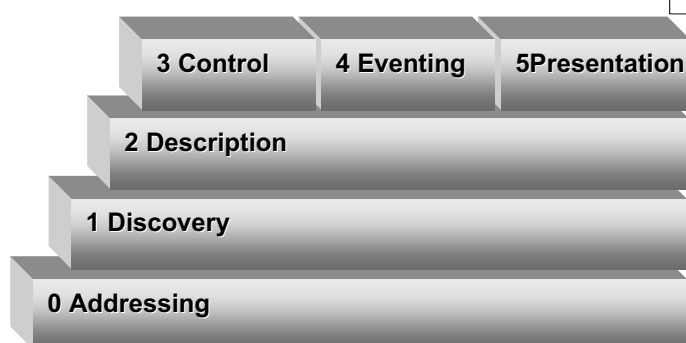 3 Control
4 Eventing
5Presentation
2 Description
1 Discovery
0 Addressing